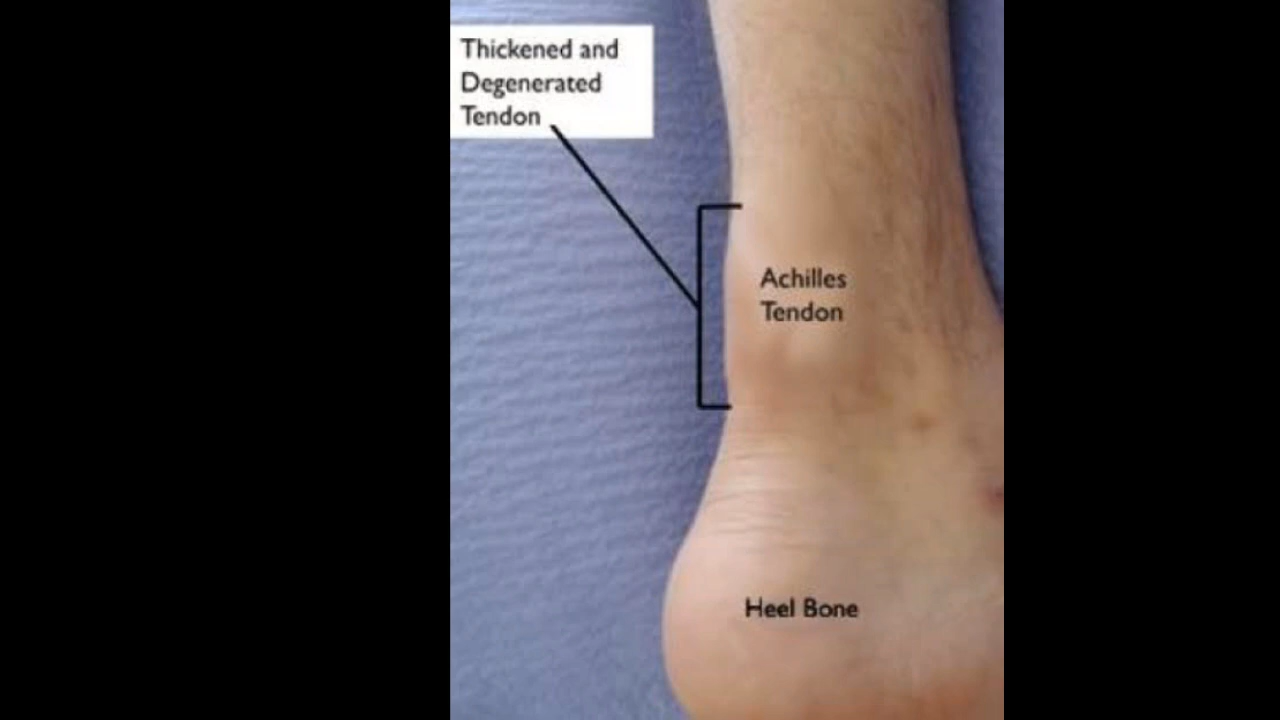 Thickened and
Degenerated
Tendon
Achilles
Tendon
Heel Bone